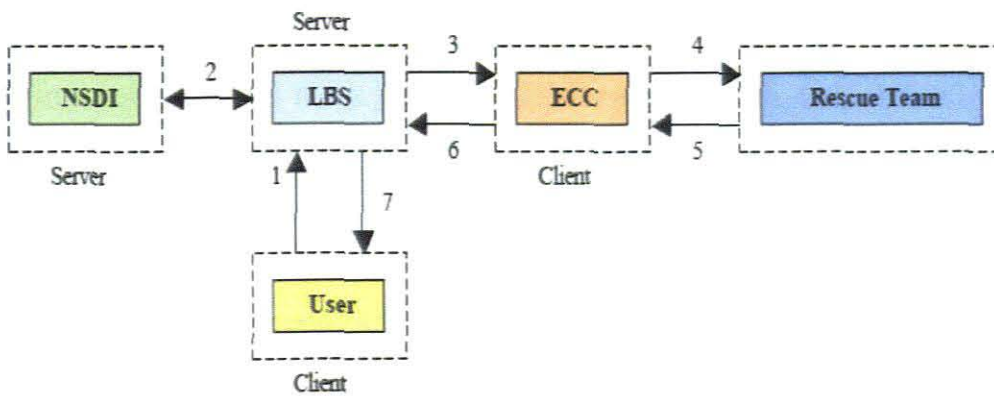 Server
3
4
2
NSDI
LBS
ECC
Rescue Team
6
5
Server
1
Client
7
User
Client